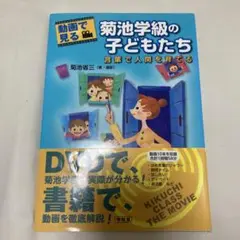 動画で
見る
菊池学級の
子どもたち
言葉で人間を育てる
菊池省三
DVDで、
菊池学級の実際が分かる
書編で、
動画を徹底解説!
KIKUCHI
CLASS
THE MOVIE